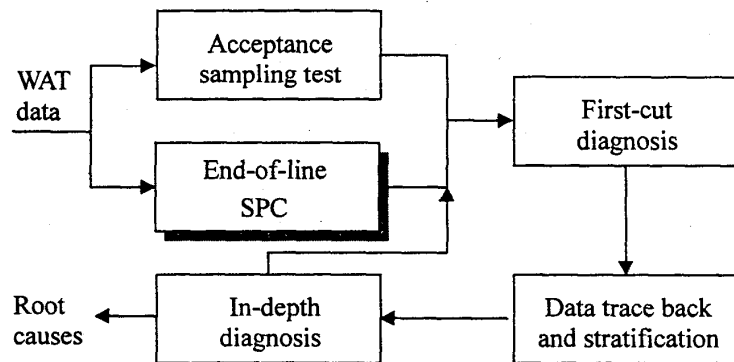 WAT
data
Acceptance
sampling test
End-of-line
SPC
First-cut
diagnosis
Data trace back
and stratification
In-depth
diagnosis
Root
causes